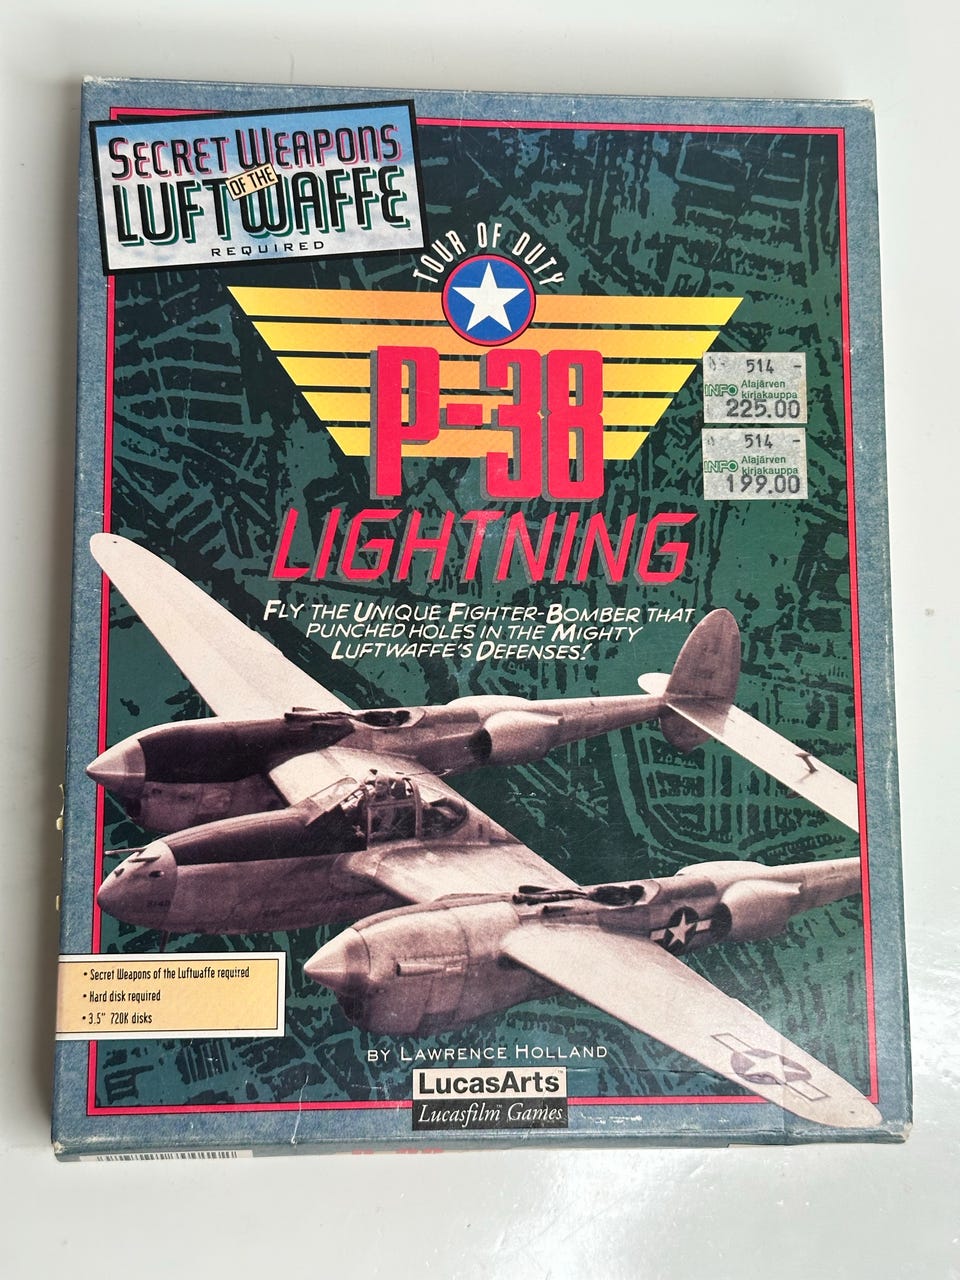 SECRET WEAPONS
OF THE
LUFTWAFFE
REQUIRED
TOUR OF DUTY
P-38
LIGHTNING
514 -
INFO Alajärven
kirjakauppa
225.00
514 -
INFO Alajärven
kirjakauppa
199.00
FLY THE UNIQUE FIGHTER-BOMBER THAT
PUNCHED HOLES IN THE MIGHTY
LUFTWAFFE'S DEFENSES!
• Secret Weapons of the Luftwaffe required
• Hard disk required
• 3.5" 720K disks
BY LAWRENCE HOLLAND
LucasArts™
Lucasfilm Games